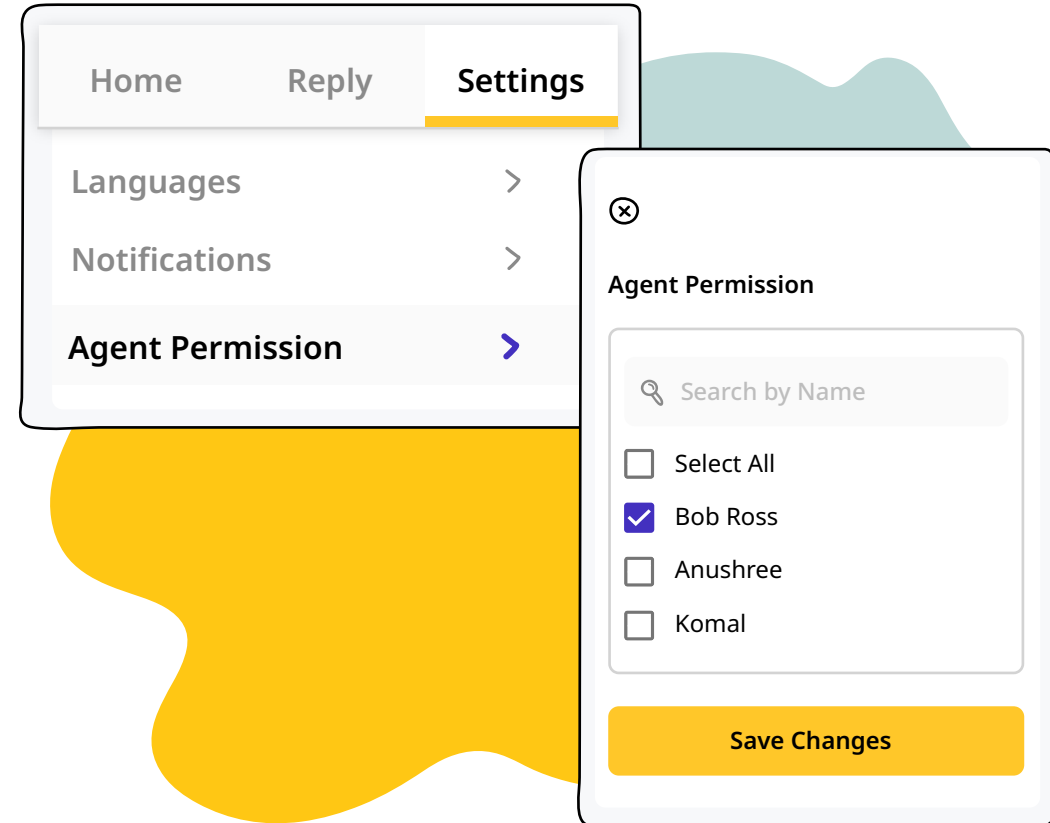 Home Reply Settings
Languages
Notifications
Agent Permission
Agent Permission
Search by Name
Select All
Bob Ross
Anushree
Komal
Save Changes